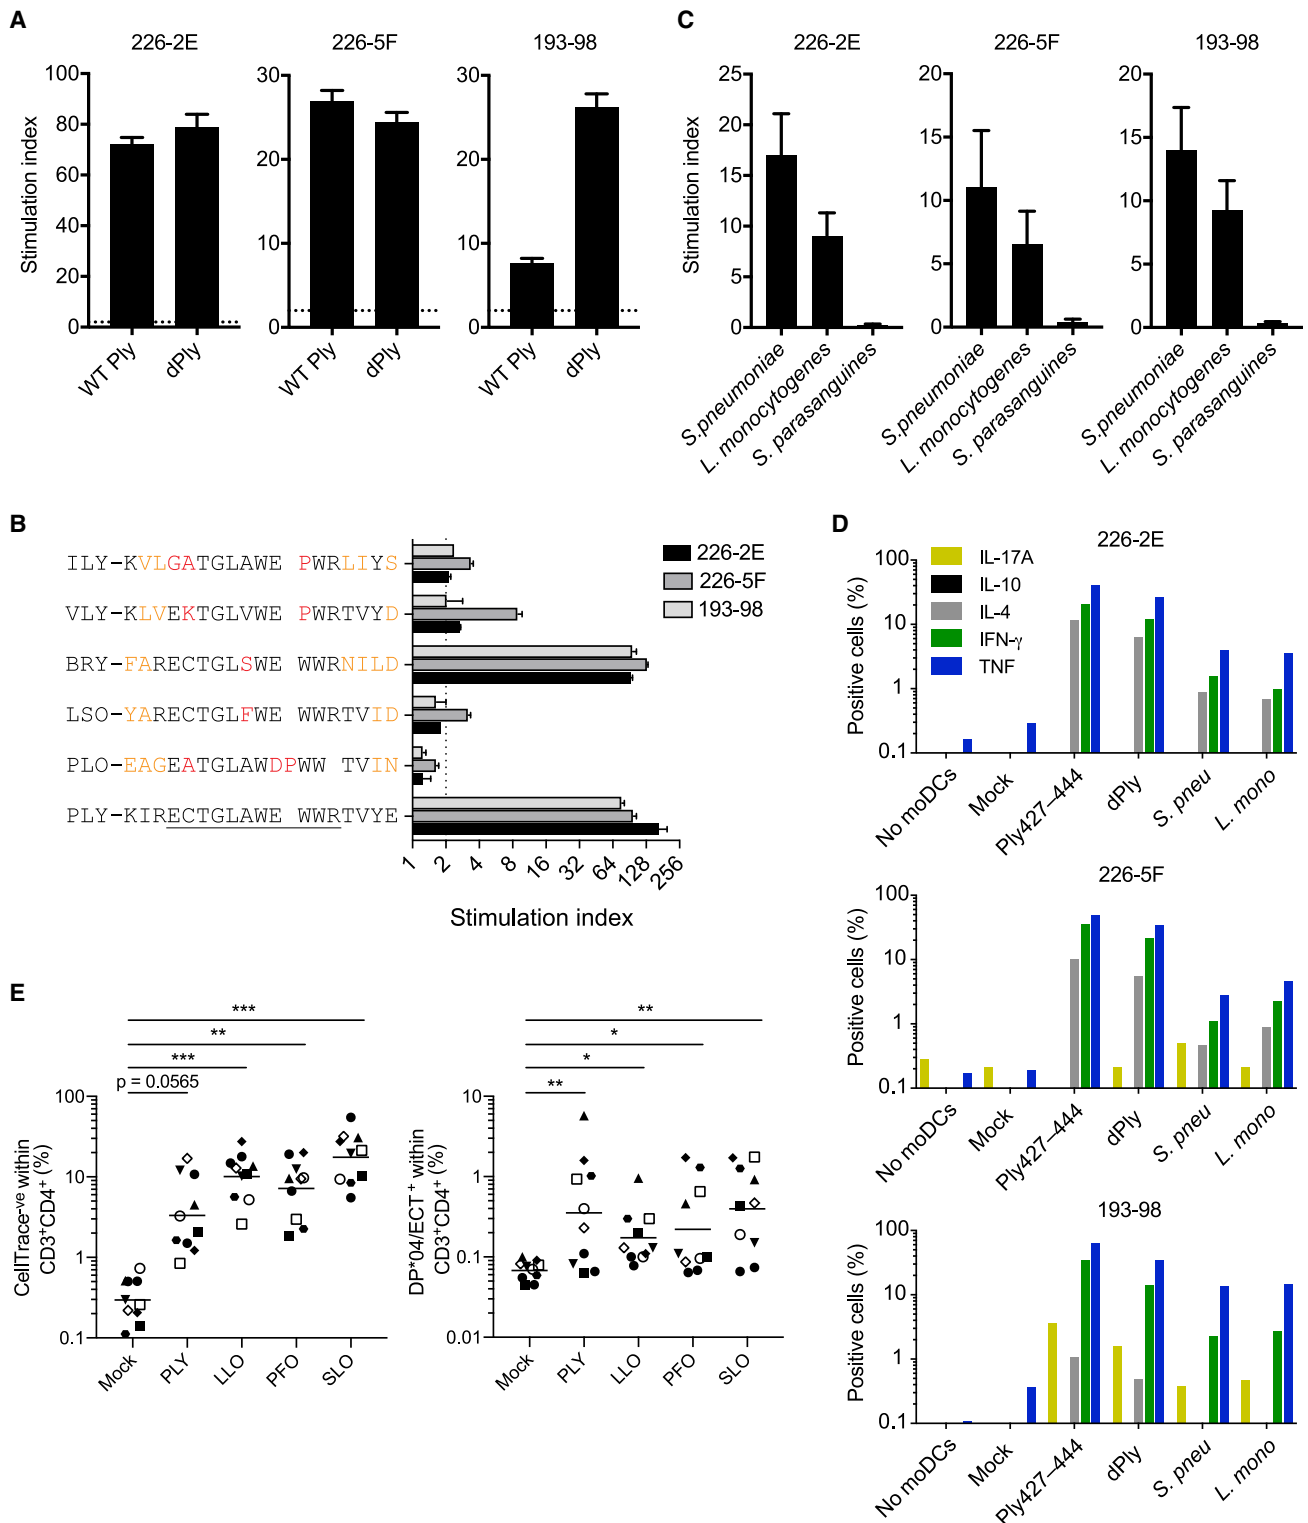 A
226-2E
226-5F
193-98
Stimulation index
100
80
60
40
20
0
30
20
10
0
30
20
10
0
WT Ply
dPly
WT Ply
dPly
WT Ply
dPly
C
226-2E
226-5F
193-98
Stimulation index
25
20
15
10
5
0
20
15
10
5
0
20
15
10
5
0
S.pneumoniae
L. monocytogenes
S. parasanguines
S.pneumoniae
L. monocytogenes
S. parasanguines
S.pneumoniae
L. monocytogenes
S. parasanguines
B
ILY-KVLGATGLAWE PWRLIYS
VLY-KLVEKTGLVWE PWRTVYD
BRY-FARECTGLSWE WWRNILD
LSO-YARECTGLFWE WWRTVID
PLO-EAGEATGLAWDPWW TVIN
PLY-KIRECTGLAWE WWRTVYE
226-2E
226-5F
193-98
1
2
4
8
16
32
64
128
256
Stimulation index
D
226-2E
IL-17A
IL-10
IL-4
IFN-γ
TNF
Positive cells (%)
100
10
1
0.1
No moDCs
Mock
Ply427–444
dPly
S. pneu
L. mono
226-5F
Positive cells (%)
100
10
1
0.1
No moDCs
Mock
Ply427–444
dPly
S. pneu
L. mono
193-98
Positive cells (%)
100
10
1
0.1
No moDCs
Mock
Ply427–444
dPly
S. pneu
L. mono
E
***
**
***
p = 0.0565
CellTrace-ve within
CD3+CD4+ (%)
100
10
1
0.1
Mock
PLY
LLO
PFO
SLO
**
*
*
**
DP*04/ECT+ within
CD3+CD4+ (%)
10
1
0.1
0.01
Mock
PLY
LLO
PFO
SLO